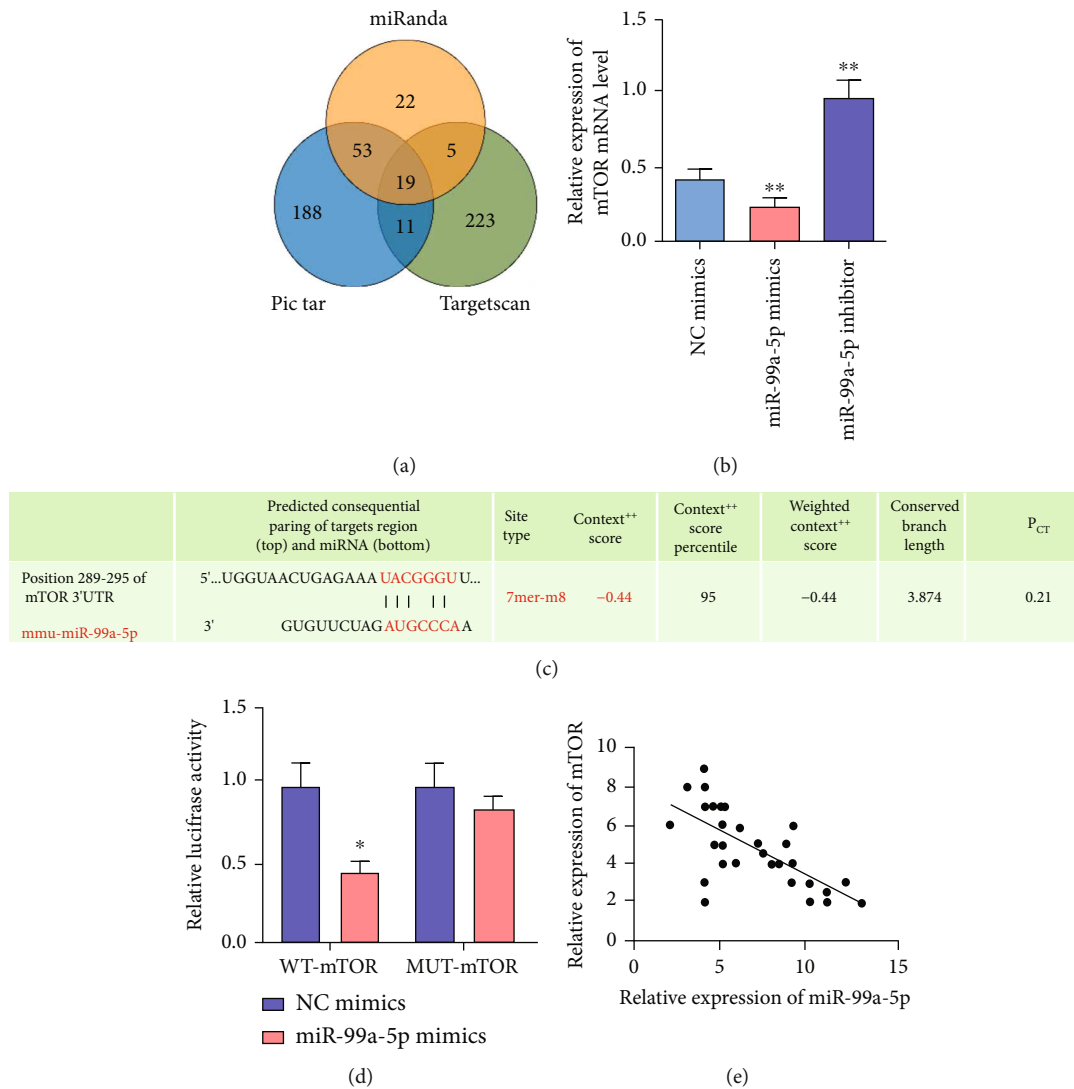 miRanda
22
53
5
19
188
11
223
Pic tar
Targetscan
(a)
Relative expression of
mTOR mRNA level
1.5
1.0
0.5
0.0
**
**
NC mimics
miR-99a-5p mimics
miR-99a-5p inhibitor
(b)
Predicted consequential
paring of targets region
(top) and miRNA (bottom)
Site
type
Context++
score
Context++
score
percentile
Weighted
context++
score
Conserved
branch
length
PCT
Position 289-295 of
mTOR 3'UTR
5'...UGGUAACUGAGAAAUACGGGUU...
7mer-m8
−0.44
95
−0.44
3.874
0.21
mmu-miR-99a-5p
3' GUGUUCUAGAUGCCCAA
(c)
Relative lucifrase activity
1.5
1.0
0.5
0.0
*
WT-mTOR
MUT-mTOR
NC mimics
miR-99a-5p mimics
(d)
Relative expression of mTOR
10
8
6
4
2
0
0
5
10
15
Relative expression of miR-99a-5p
(e)